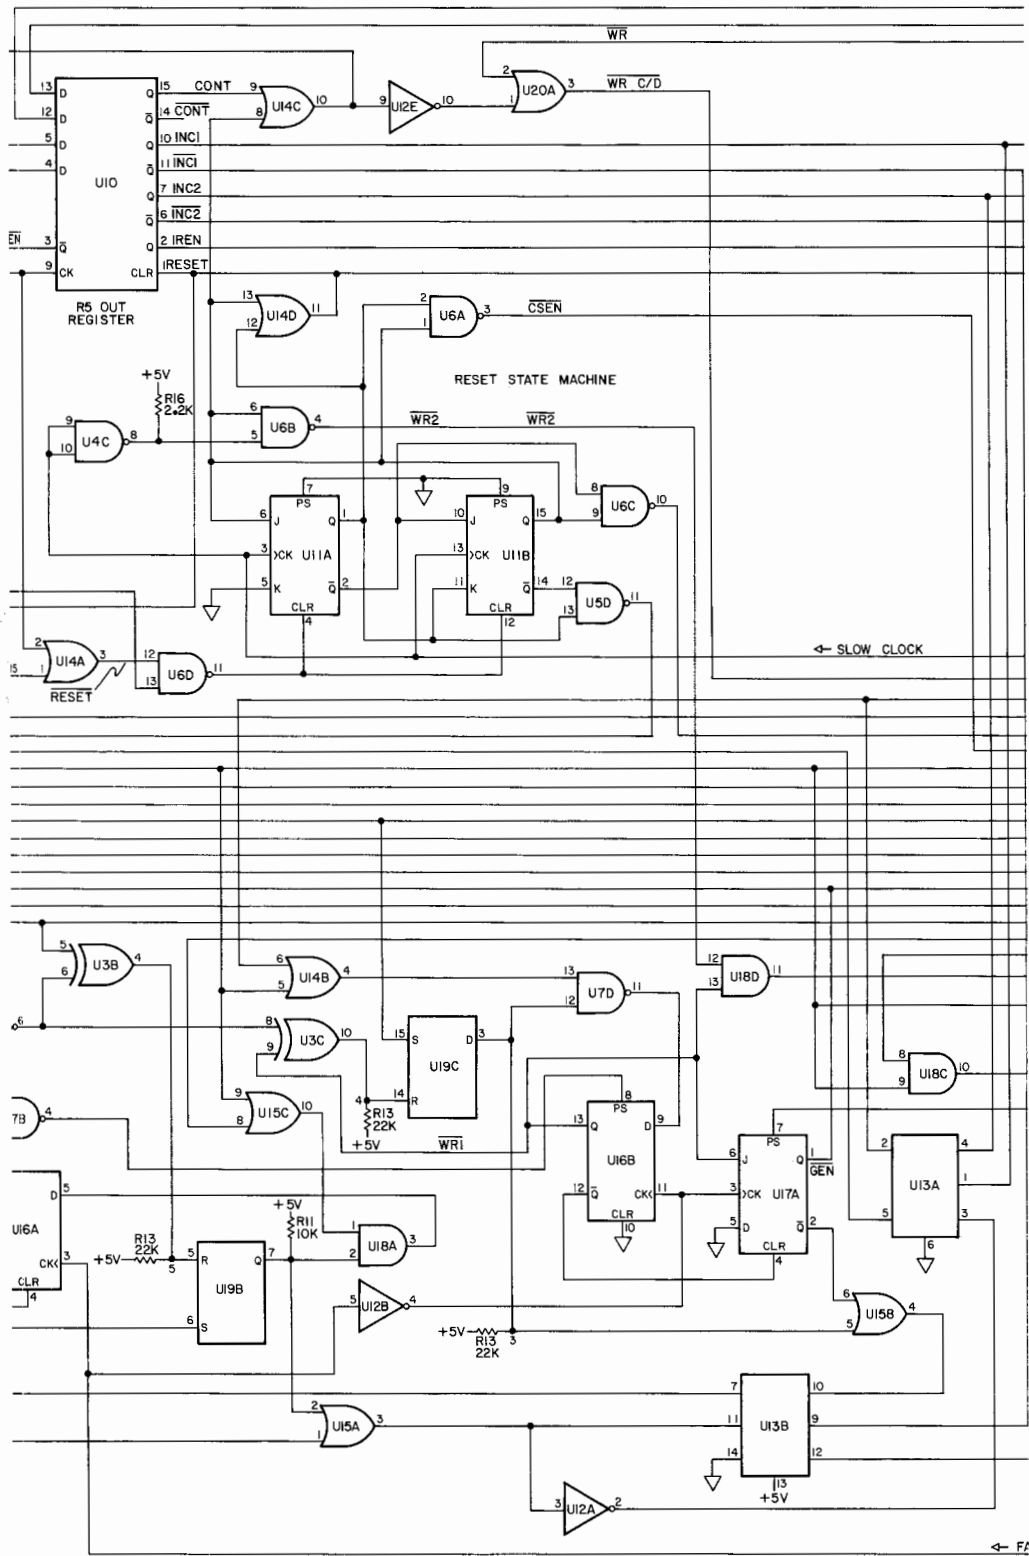 WR
2
U20A
3
WR C/D
1
13
D
Q
15
CONT
9
U14C
10
9
U12E
10
12
D
Q
14
CONT
8
5
D
Q
10
INC1
4
D
Q
11
INC1
U10
Q
7
INC2
Q
6
INC2
EN
3
Q
Q
2
IREN
9
CK
CLR
1
RESET
R5 OUT
REGISTER
13
U14D
11
12
2
U6A
3
CSEN
1
RESET STATE MACHINE
+5V
R16
2.2K
9
U4C
8
10
6
U6B
4
WR2
WR2
5
7
PS
9
PS
8
U6C
10
9
6
J
Q
1
10
J
Q
15
3
CK
U11A
13
CK
U11B
5
K
Q
2
11
K
Q
14
12
U5D
11
13
CLR
4
CLR
12
SLOW CLOCK
2
U14A
3
12
U6D
11
15
1
13
RESET
5
U3B
4
6
6
U14B
4
5
13
U7D
11
12
12
U18D
11
13
6
8
U3C
10
9
15
S
D
3
U19C
14
R
8
U18C
10
9
4
R13
22K
+5V
WR1
9
U15C
10
8
7B
4
8
PS
13
Q
D
9
U16B
12
Q
CK
11
CLR
10
7
PS
6
J
Q
1
GEN
3
CK
U17A
5
D
Q
2
CLR
4
2
4
U13A
1
5
3
6
D
5
U16A
CK
3
CLR
4
+5V
R13
22K
5
5
R
Q
7
U19B
6
S
+5V
R11
10K
1
U18A
3
2
5
U12B
4
+5V
R13
22K
3
6
U15B
4
5
2
U15A
3
1
7
10
11
U13B
9
14
12
13
+5V
3
U12A
2